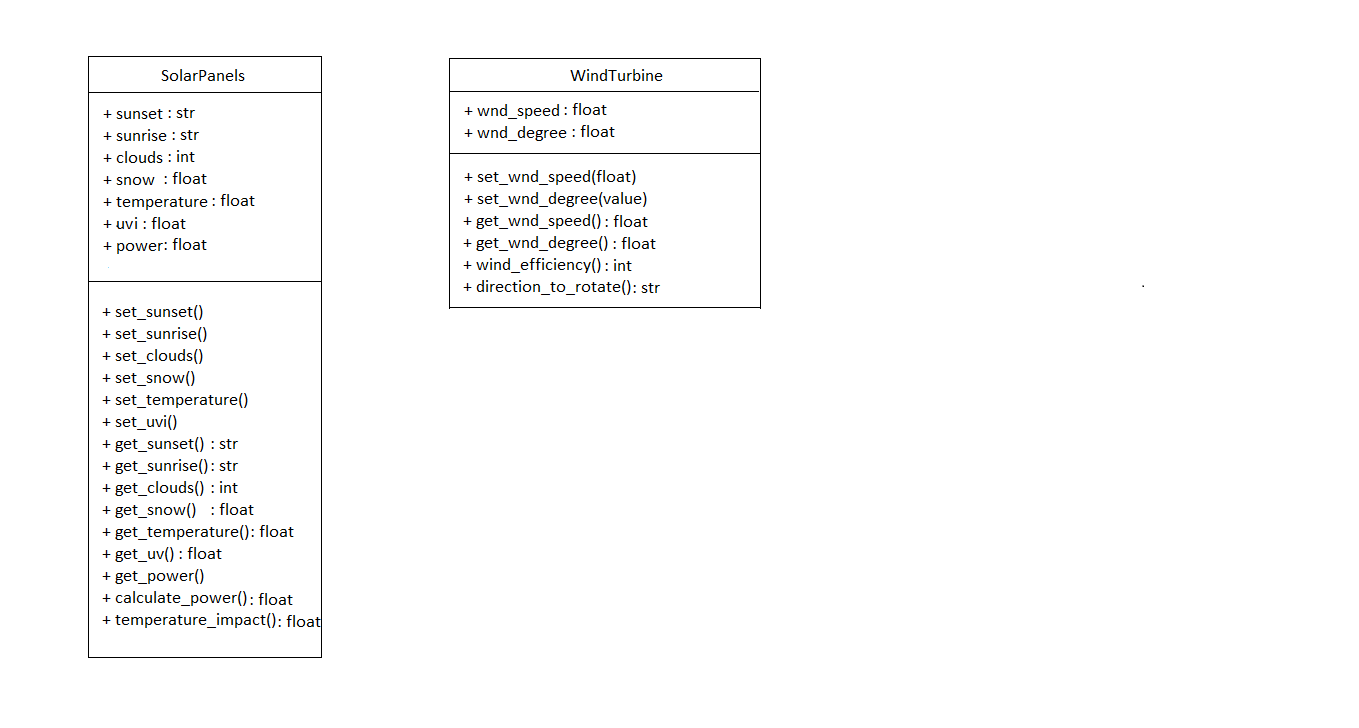 SolarPanels
+ sunset : str
+ sunrise : str
+ clouds : int
+ snow : float
+ temperature : float
+ uvi : float
+ power: float
+ set_sunset()
+ set_sunrise()
+ set_clouds()
+ set_snow()
+ set_temperature()
+ set_uvi()
+ get_sunset() : str
+ get_sunrise() : str
+ get_clouds() : int
+ get_snow() : float
+ get_temperature(): float
+ get_uv() : float
+ get_power()
+ calculate_power(): float
+ temperature_impact(): float
WindTurbine
+ wnd_speed : float
+ wnd_degree : float
+ set_wnd_speed(float)
+ set_wnd_degree(value)
+ get_wnd_speed() : float
+ get_wnd_degree() : float
+ wind_efficiency() : int
+ direction_to_rotate(): str